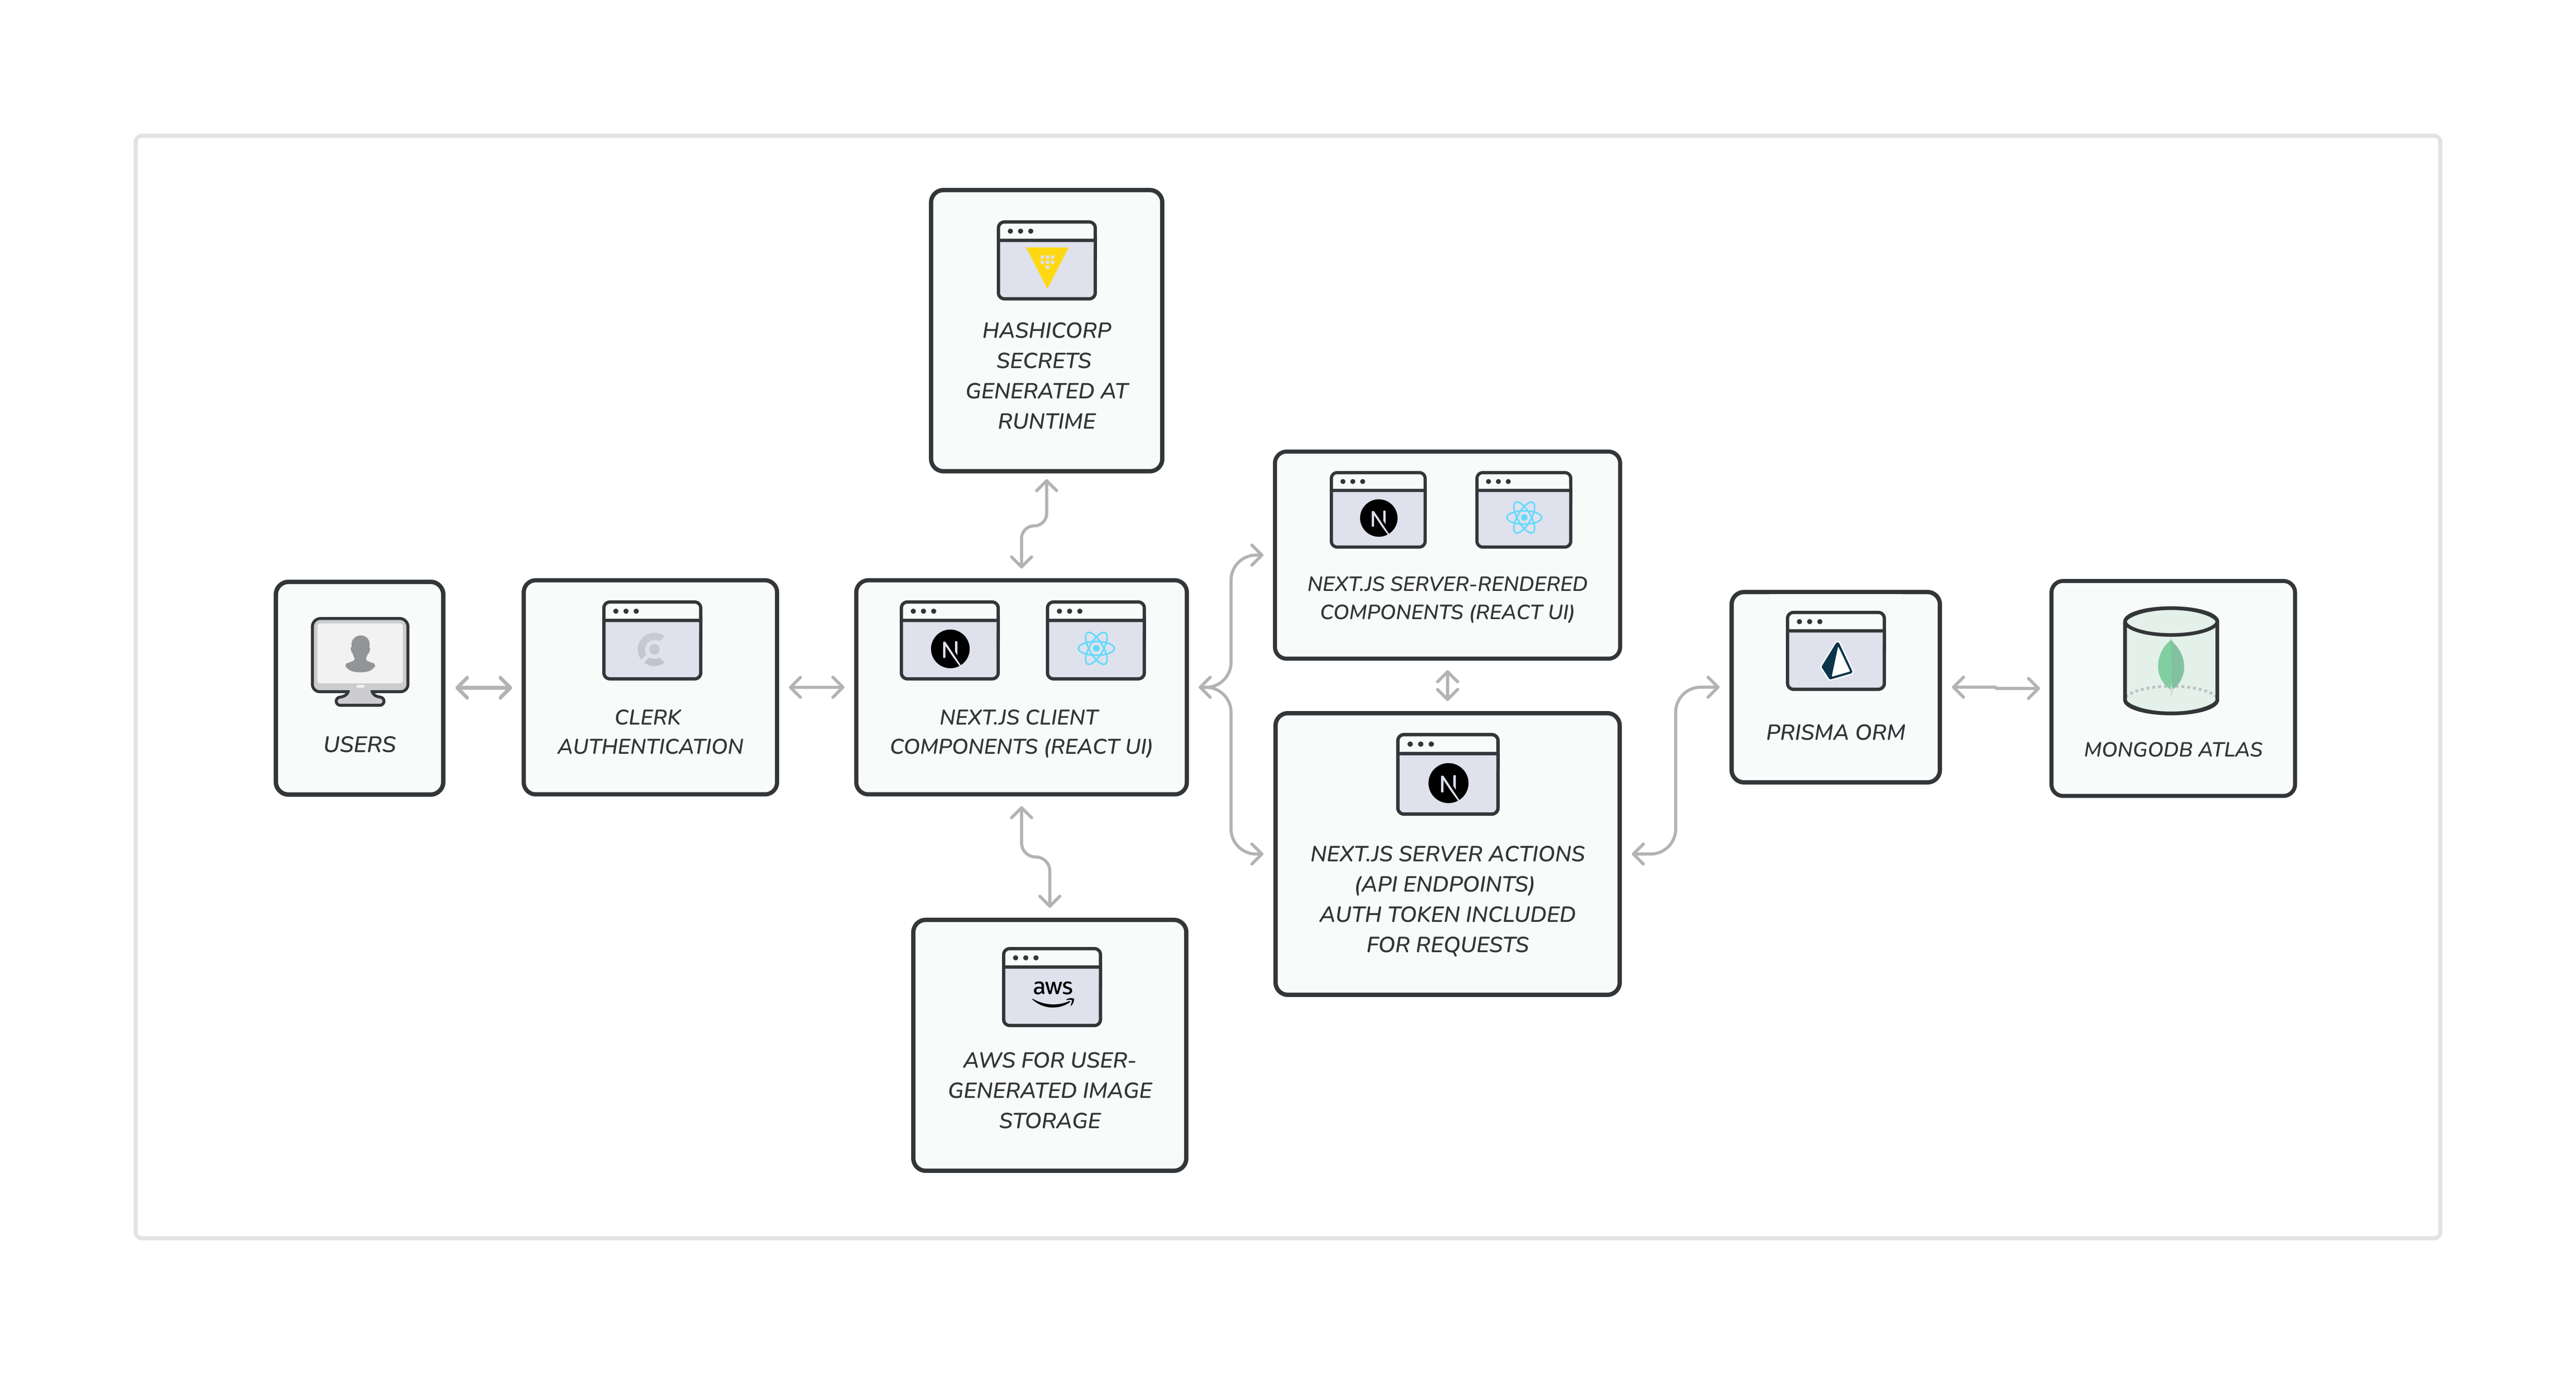 HASHICORP
SECRETS
GENERATED AT
RUNTIME
USERS
CLERK
AUTHENTICATION
NEXT.JS CLIENT
COMPONENTS (REACT UI)
aws
AWS FOR USER-
GENERATED IMAGE
STORAGE
N
NEXT.JS SERVER-RENDERED
COMPONENTS (REACT UI)
N
NEXT.JS SERVER ACTIONS
(API ENDPOINTS)
AUTH TOKEN INCLUDED
FOR REQUESTS
N
PRISMA ORM
MONGODB ATLAS